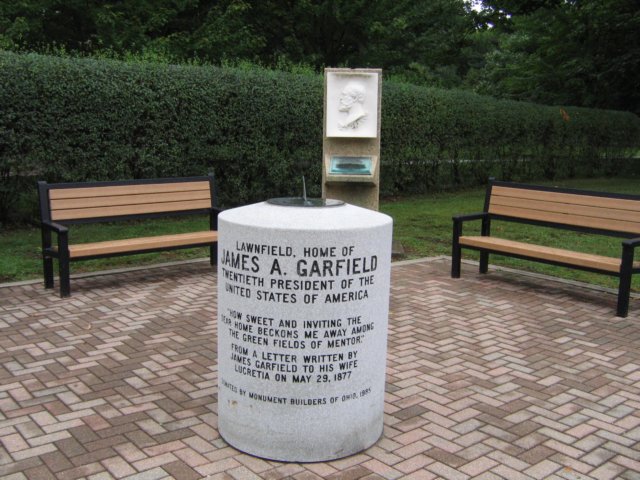 LAWNFIELD, HOME OF
JAMES A. GARFIELD
TWENTIETH PRESIDENT OF THE
UNITED STATES OF AMERICA
"HOW SWEET AND INVITING THE
DEAR HOME BECKONS ME AWAY AMONG
THE GREEN FIELDS OF MENTOR."
FROM A LETTER WRITTEN BY
JAMES GARFIELD TO HIS WIFE
LUCRETIA ON MAY 29, 1877
DONATED BY MONUMENT BUILDERS OF OHIO, 1985